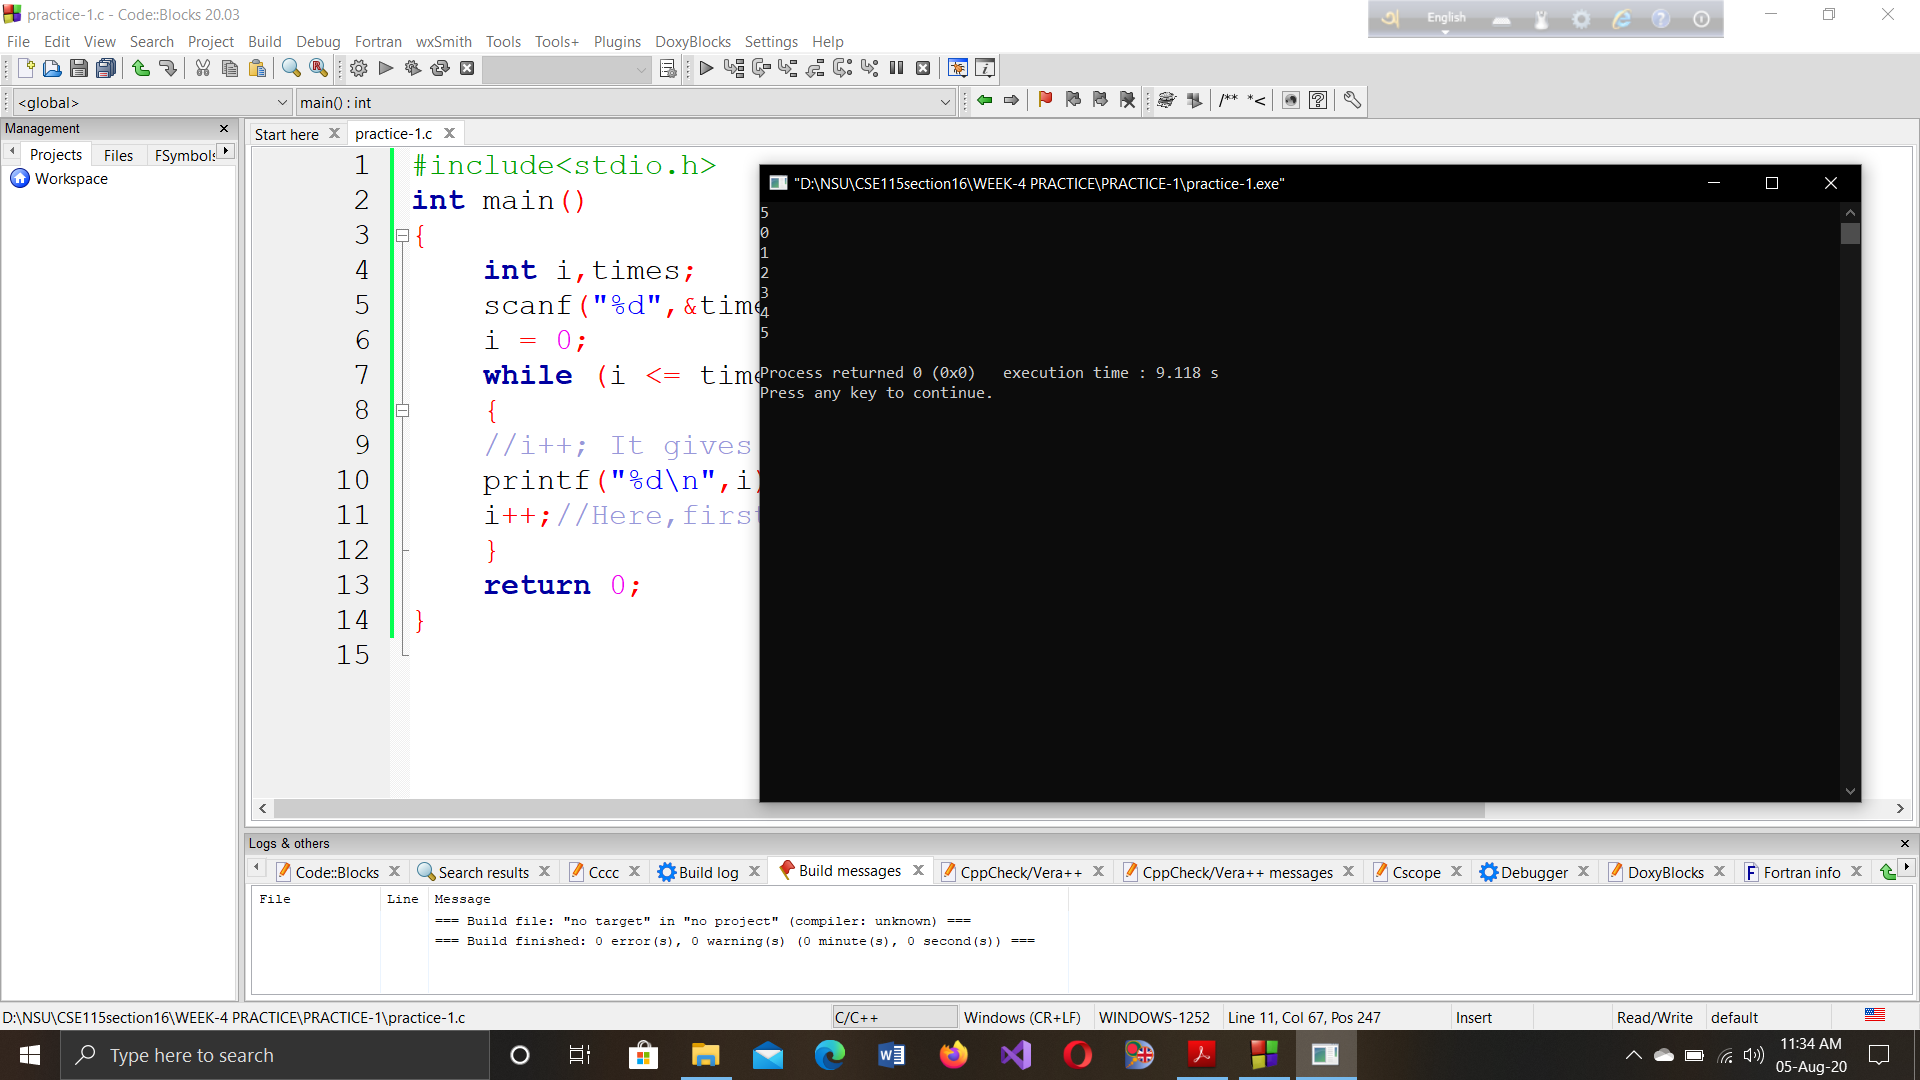 practice-1.c - Code::Blocks 20.03
English
File Edit View Search Project Build Debug Fortran wxSmith Tools Tools+ Plugins DoxyBlocks Settings Help
<global> main() : int /** *<
Management
Projects Files FSymbols
Workspace
Start here practice-1.c
1 #include<stdio.h>
2 int main()
3 {
4 int i,times;
5 scanf("%d",&time
6 i = 0;
7 while (i <= time
8 {
9 //i++; It gives
10 printf("%d\n",i)
11 i++;//Here,first
12 }
13 return 0;
14 }
15
"D:\NSU\CSE115section16\WEEK-4 PRACTICE\PRACTICE-1\practice-1.exe"
5
0
1
2
3
4
5
Process returned 0 (0x0)   execution time : 9.118 s
Press any key to continue.
Logs & others
Code::Blocks Search results Cccc Build log Build messages CppCheck/Vera++ CppCheck/Vera++ messages Cscope Debugger DoxyBlocks Fortran info
File Line Message
=== Build file: "no target" in "no project" (compiler: unknown) ===
=== Build finished: 0 error(s), 0 warning(s) (0 minute(s), 0 second(s)) ===
D:\NSU\CSE115section16\WEEK-4 PRACTICE\PRACTICE-1\practice-1.c C/C++ Windows (CR+LF) WINDOWS-1252 Line 11, Col 67, Pos 247 Insert Read/Write default
Type here to search
11:34 AM
05-Aug-20